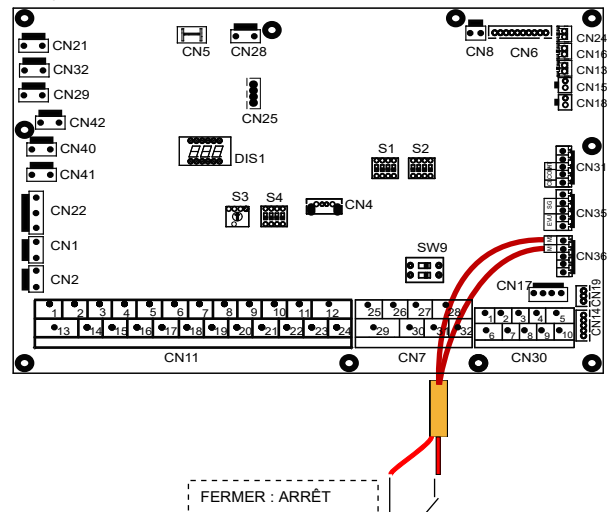 CN21
CN5
CN28
CN8
CN6
CN24
CN16
CN13
CN15
CN18
CN32
CN29
CN42
CN25
CN40
CN41
DIS1
S1 S2
CN31
CN22
S3 S4
CN4
SG
EVU
CN35
CN1
CN2
SW9
CN36
CN17
CN19
CN14
1 2 3 4 5 6 7 8 9 10 11 12
13 14 15 16 17 18 19 20 21 22 23 24
25 26 27 28
29 30 31 32
1 2 3 4 5
6 7 8 9 10
CN11
CN7
CN30
FERMER : ARRÊT